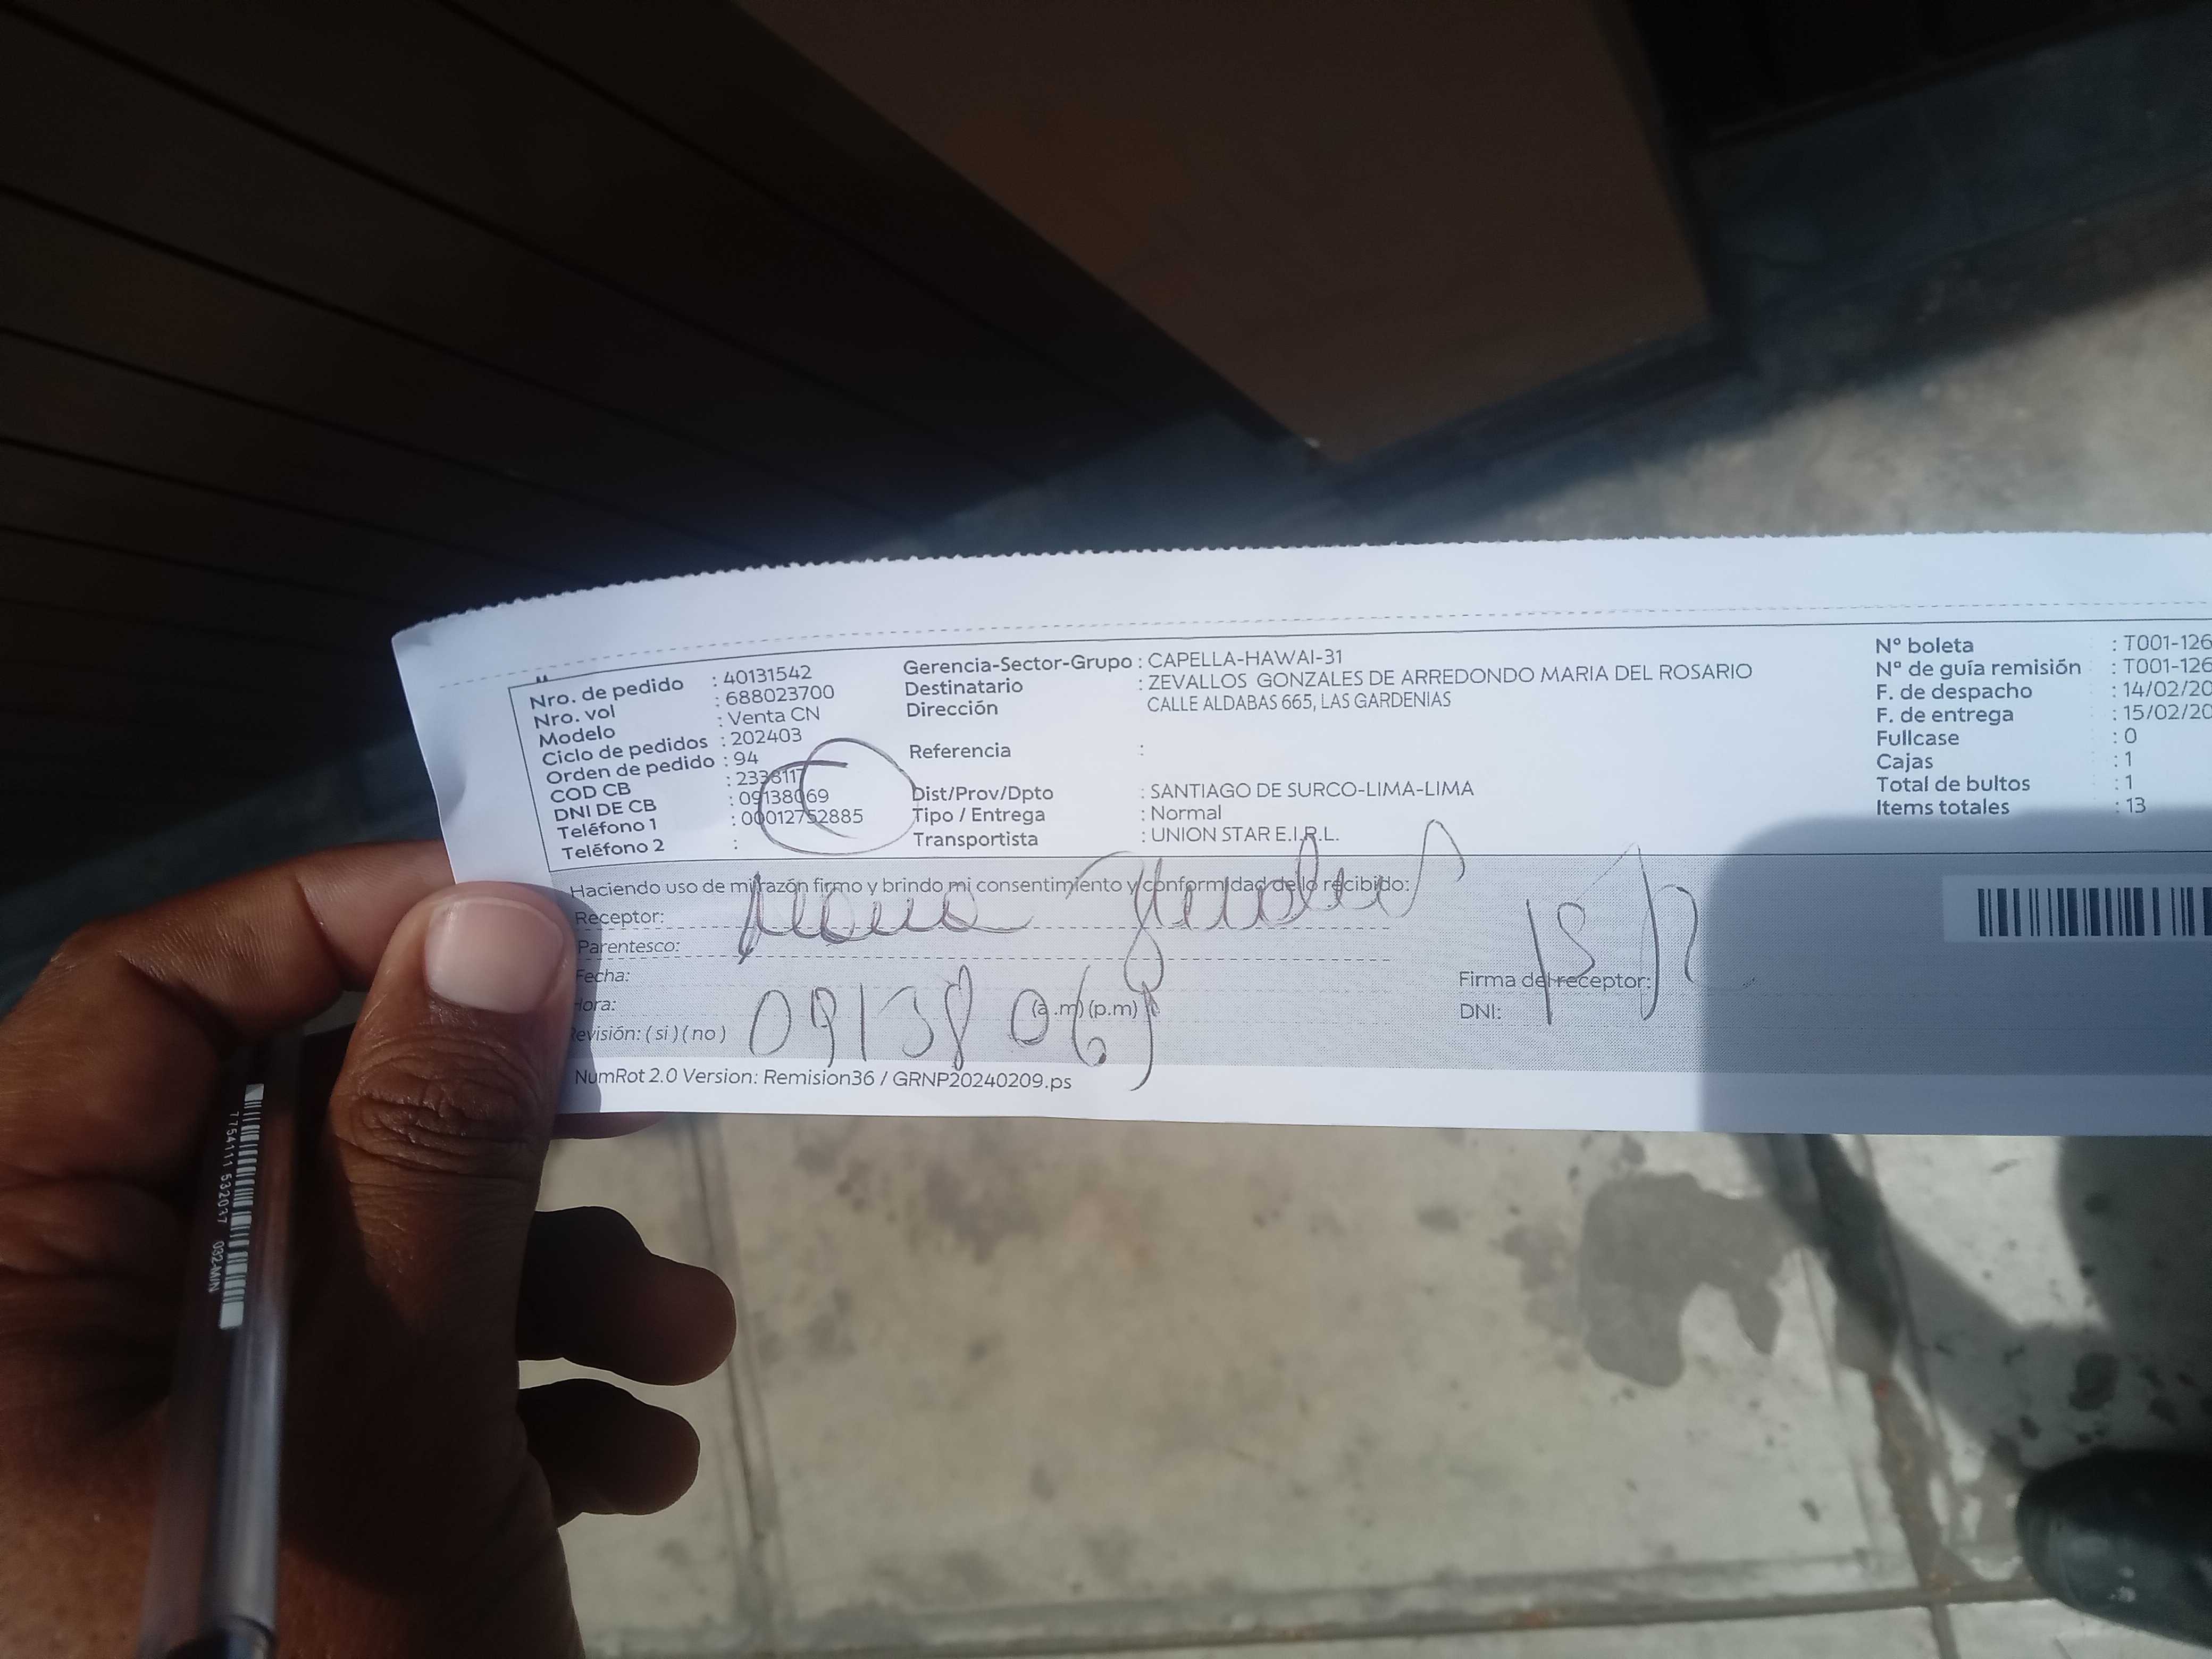 Nro. de pedido : 40131542
Nro. vol : 688023700
Modelo : Venta CN
Ciclo de pedidos : 202403
Orden de pedido : 94
COD CB : 2336117
DNI DE CB : 09138069
Teléfono 1 : 00012752885
Teléfono 2 :
Gerencia-Sector-Grupo : CAPELLA-HAWAI-31
Destinatario : ZEVALLOS GONZALES DE ARREDONDO MARIA DEL ROSARIO
Dirección CALLE ALDABAS 665, LAS GARDENIAS
Referencia :
Dist/Prov/Dpto : SANTIAGO DE SURCO-LIMA-LIMA
Tipo / Entrega : Normal
Transportista : UNION STAR E.I.R.L.
Nº boleta : T001-126
Nº de guía remisión : T001-126
F. de despacho : 14/02/20
F. de entrega : 15/02/20
Fullcase : 0
Cajas : 1
Total de bultos : 1
Items totales : 13
Haciendo uso de mi razón firmo y brindo mi consentimiento y conformidad de lo recibido:
Receptor:
Parentesco:
Fecha:
Hora: (a.m) (p.m)
Revisión: ( si ) ( no ) 09138069
Firma del receptor:
DNI:
NumRot 2.0 Version: Remision36 / GRNP20240209.ps
7754111 532037 032-MIN